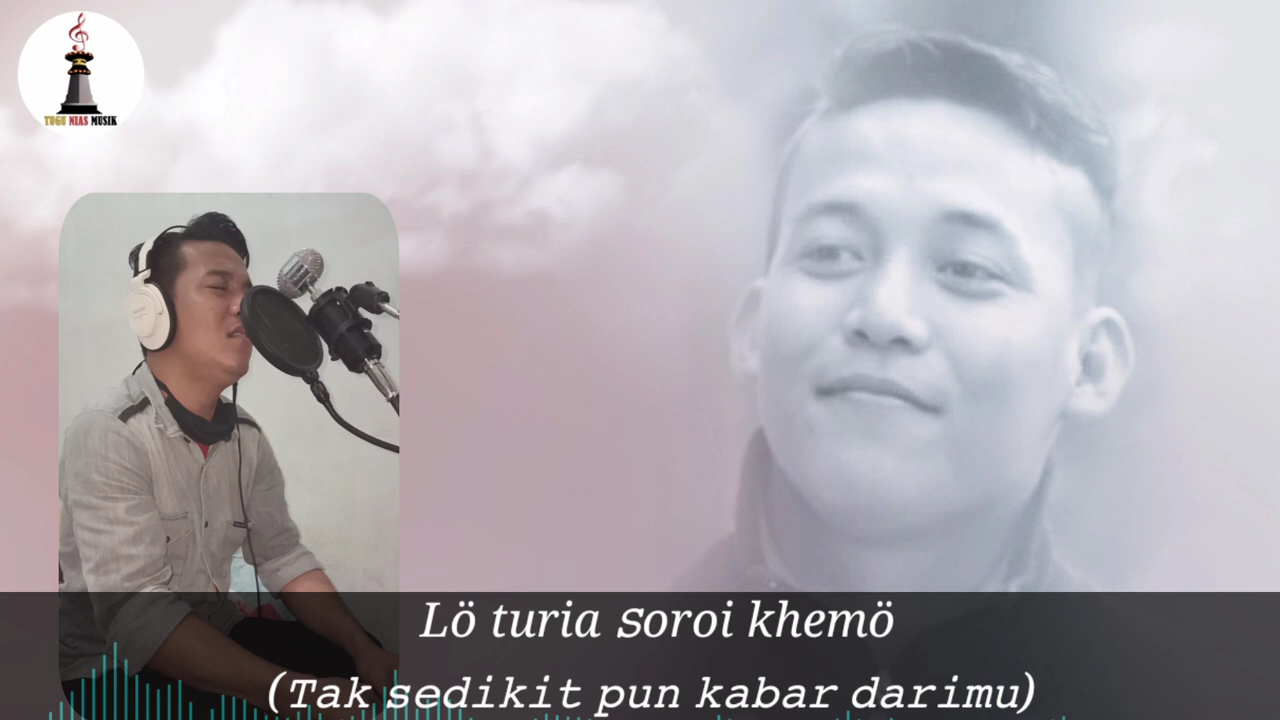 TUGU NIAS MUSIK
Lö turia soroi khemö
(Tak sedikit pun kabar darimu)